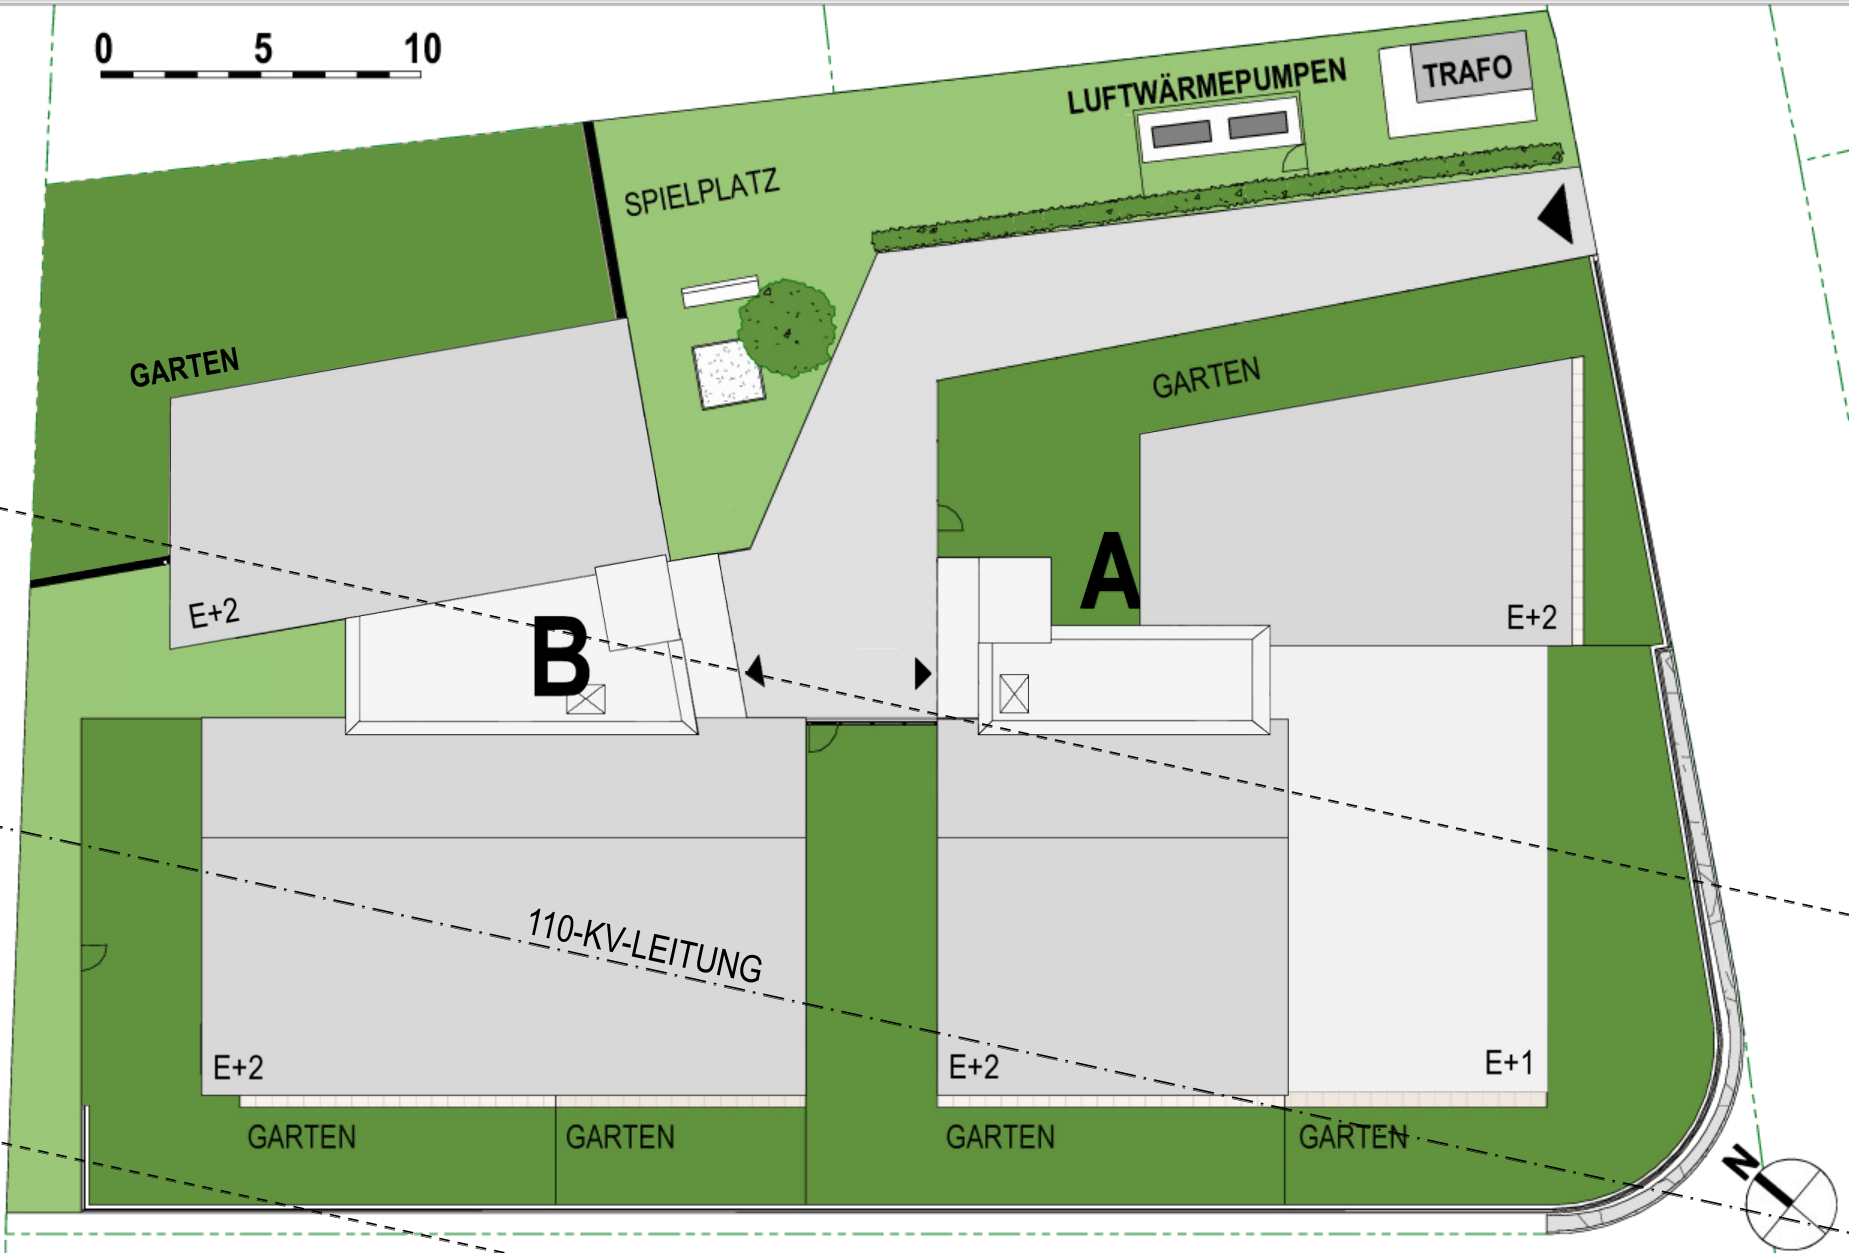 0 5 10
LUFTWÄRMEPUMPEN
TRAFO
SPIELPLATZ
GARTEN
GARTEN
A
E+2
E+2
B
110-KV-LEITUNG
E+2
E+2
E+1
GARTEN
GARTEN
GARTEN
GARTEN
N